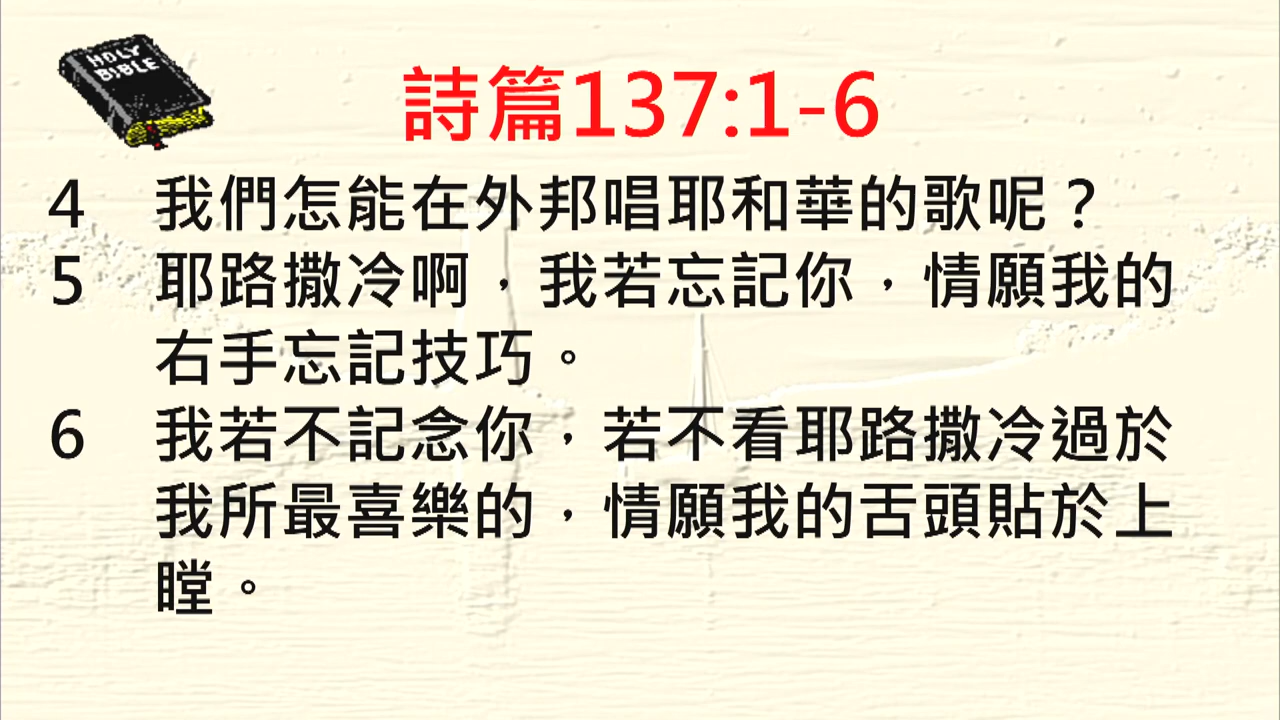 HOLY
BIBLE
詩篇137:1-6
4 我們怎能在外邦唱耶和華的歌呢？
5 耶路撒冷啊，我若忘記你，情願我的
右手忘記技巧。
6 我若不記念你，若不看耶路撒冷過於
我所最喜樂的，情願我的舌頭貼於上
瞠。